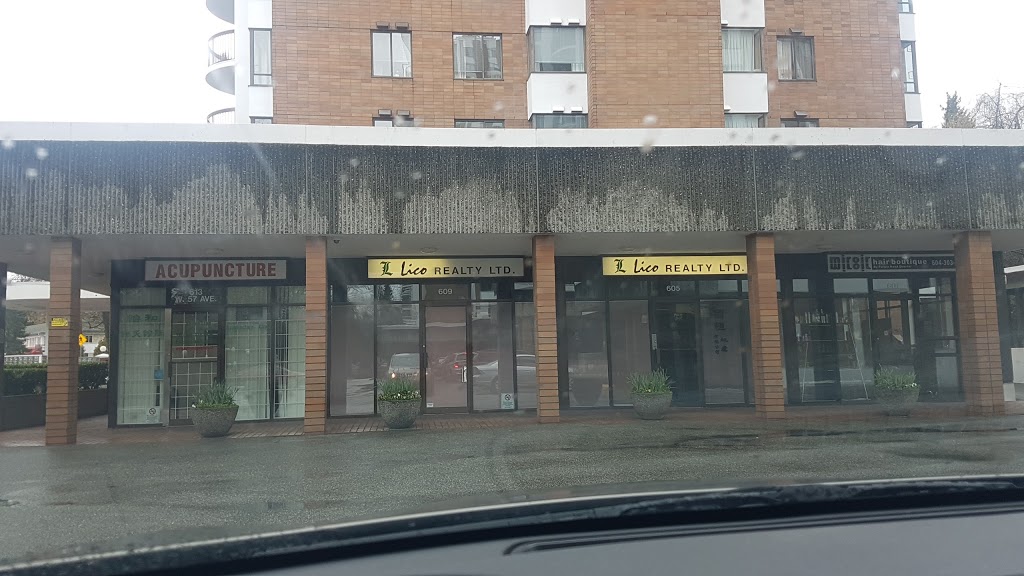 ACUPUNCTURE
613
W. 57 AVE.
L Lico REALTY LTD.
609
L Lico REALTY LTD.
605
hair boutique